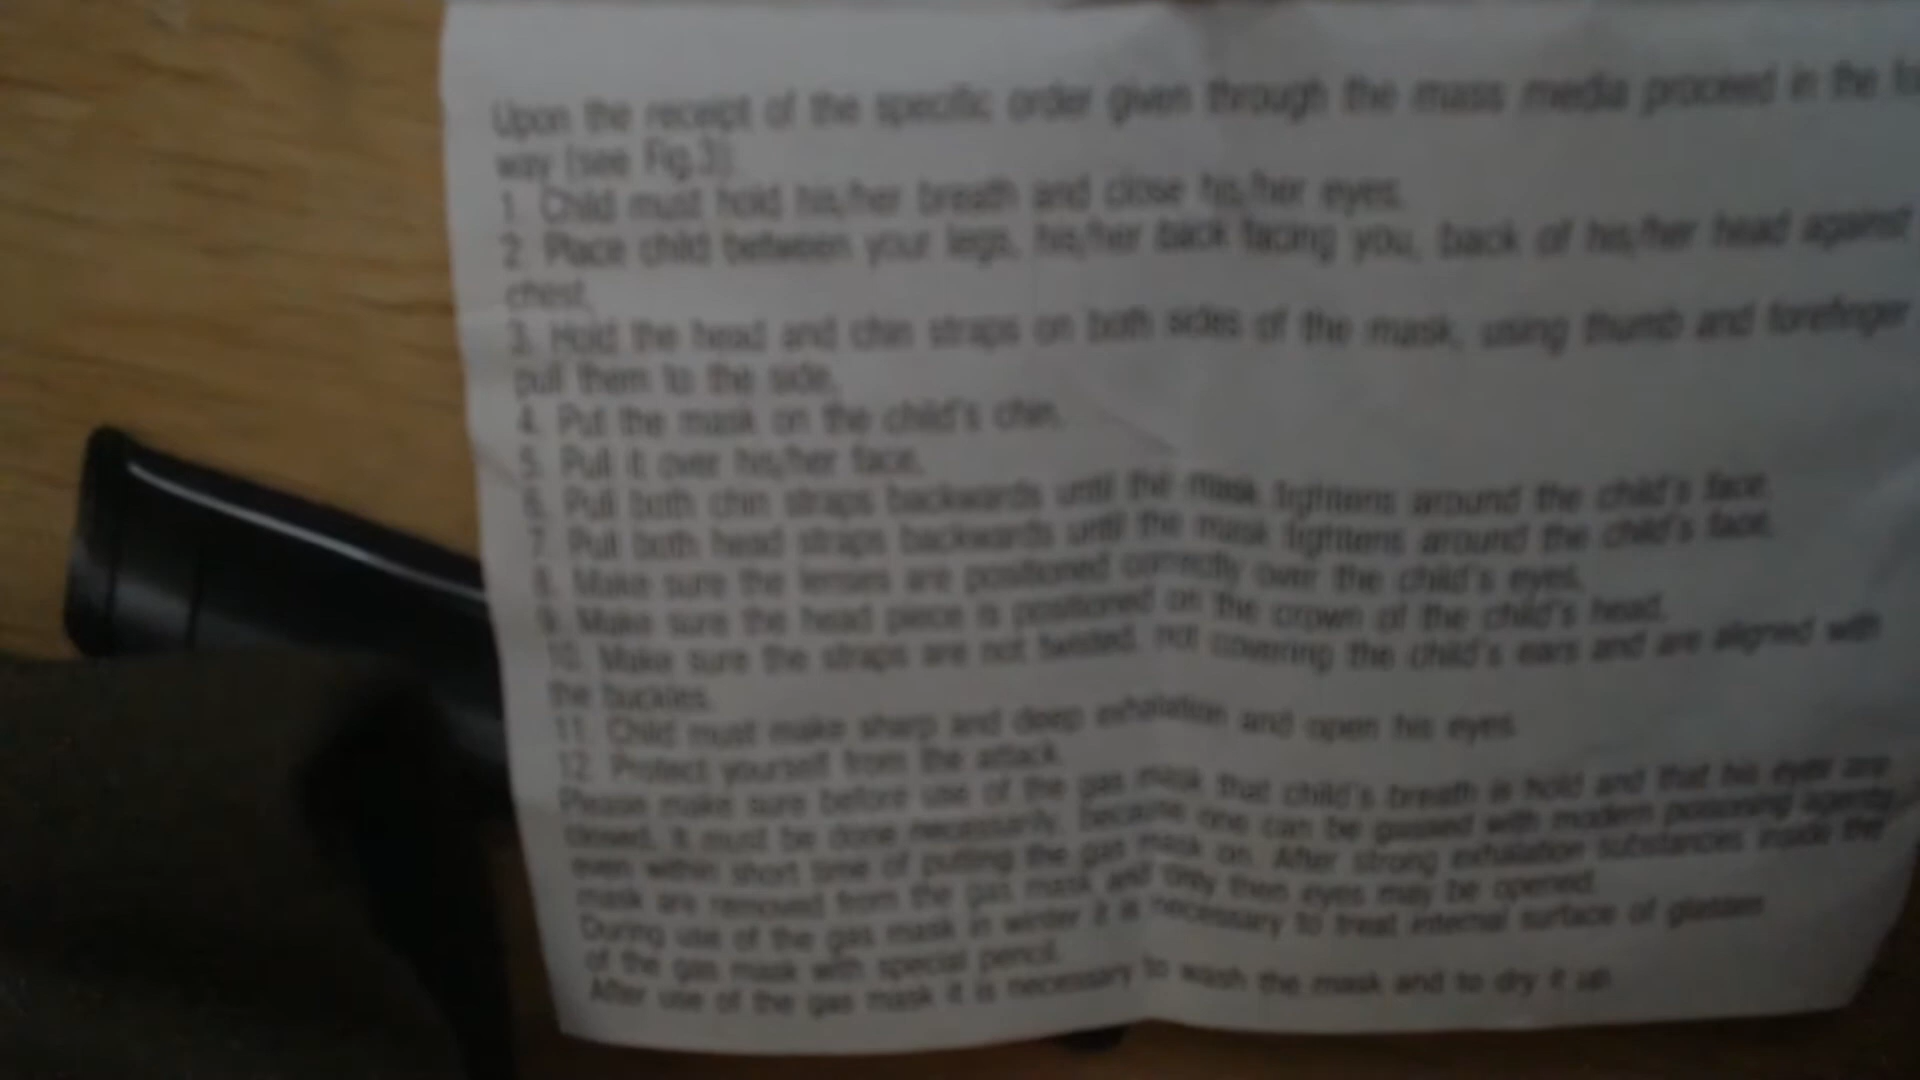 Upon the receipt of the specific order given through the mass media proceed in the
way (see Fig.3):
1. Child must hold his/her breath and close his/her eyes.
2. Place child between your legs, his/her back facing you, back of his/her head against
chest.
3. Hold the head and chin straps on both sides of the mask, using thumb and forefinger
pull them to the side.
4. Put the mask on the child's chin.
5. Pull it over his/her face.
6. Pull both chin straps backwards until the mask tightens around the child's face.
7. Pull both head straps backwards until the mask tightens around the child's face.
8. Make sure the lenses are positioned correctly over the child's eyes.
9. Make sure the head piece is positioned on the crown of the child's head.
10. Make sure the straps are not twisted, not covering the child's ears and are aligned with
the buckles.
11. Child must make sharp and deep exhalation and open his eyes.
12. Protect yourself from the attack.
Please make sure before use of the gas mask that child's breath is hold and that his eyes are
closed. It must be done necessarily, because one can be gassed with modern poisoning agents
even within short time of putting the gas mask on. After strong exhalation substances inside the
mask are removed from the gas mask and only then eyes may be opened.
During use of the gas mask in winter it is necessary to treat internal surface of glasses
of the gas mask with special pencil.
After use of the gas mask it is necessary to wash the mask and to dry it up.